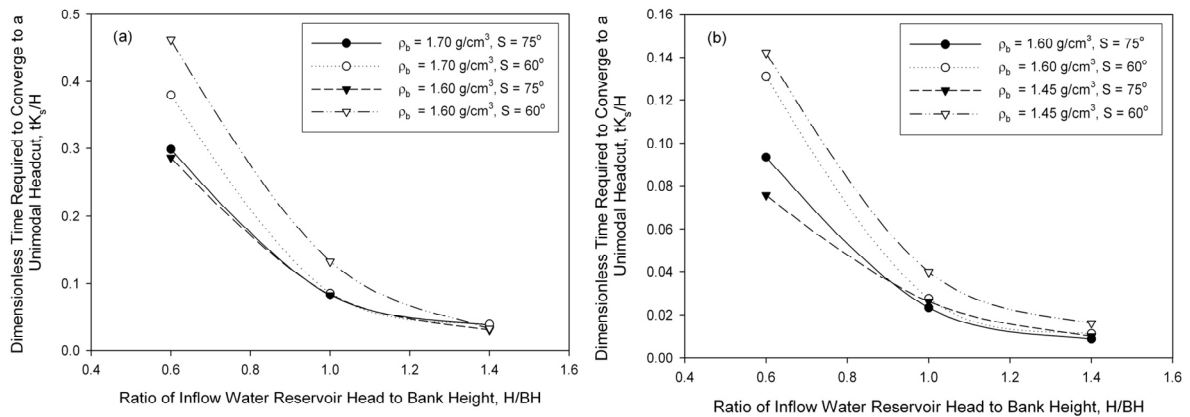 Dimensionless Time Required to Converge to a
Unimodal Headcut, tKₛ/H
(a)
ρb = 1.70 g/cm³, S = 75°
ρb = 1.70 g/cm³, S = 60°
ρb = 1.60 g/cm³, S = 75°
ρb = 1.60 g/cm³, S = 60°
0.5
0.4
0.3
0.2
0.1
0.0
0.4 0.6 0.8 1.0 1.2 1.4 1.6
Ratio of Inflow Water Reservoir Head to Bank Height, H/BH
Dimensionless Time Required to Converge to a
Unimodal Headcut, tKₛ/H
(b)
ρb = 1.60 g/cm³, S = 75°
ρb = 1.60 g/cm³, S = 60°
ρb = 1.45 g/cm³, S = 75°
ρb = 1.45 g/cm³, S = 60°
0.16
0.14
0.12
0.10
0.08
0.06
0.04
0.02
0.00
0.4 0.6 0.8 1.0 1.2 1.4 1.6
Ratio of Inflow Water Reservoir Head to Bank Height, H/BH